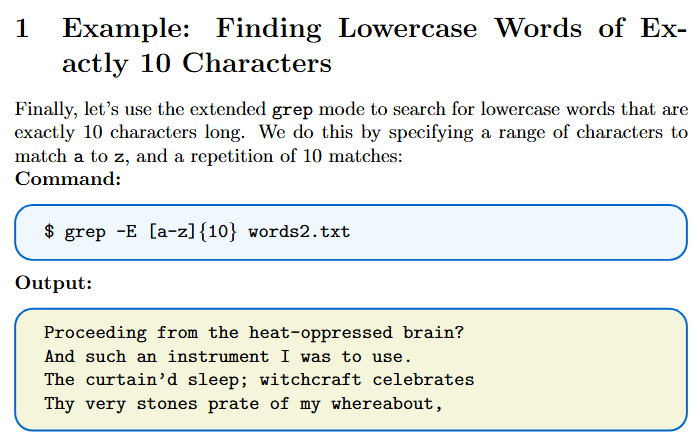 1 Example: Finding Lowercase Words of Ex-
actly 10 Characters
Finally, let's use the extended grep mode to search for lowercase words that are
exactly 10 characters long. We do this by specifying a range of characters to
match a to z, and a repetition of 10 matches:
Command:
$ grep -E [a-z]{10} words2.txt
Output:
Proceeding from the heat-oppressed brain?
And such an instrument I was to use.
The curtain'd sleep; witchcraft celebrates
Thy very stones prate of my whereabout,